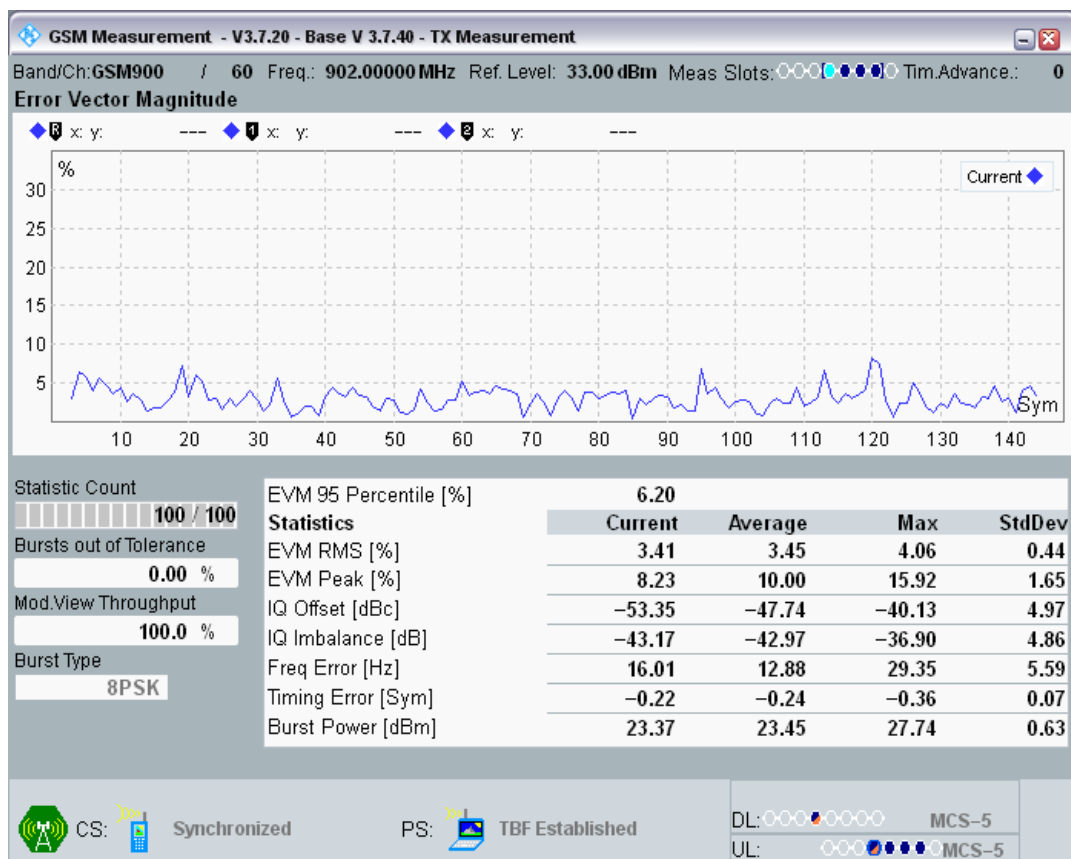 GSM Measurement - V3.7.20 - Base V 3.7.40 - TX Measurement
Band/Ch:GSM900 / 60 Freq.: 902.00000 MHz Ref. Level: 33.00 dBm Meas Slots: Tim.Advance.: 0
Error Vector Magnitude
R x: y: --- 1 x: y: --- 2 x: y: ---
%
Current
30
25
20
15
10
5
Sym
10 20 30 40 50 60 70 80 90 100 110 120 130 140
Statistic Count
100 / 100
Bursts out of Tolerance
0.00 %
Mod.View Throughput
100.0 %
Burst Type
8PSK
EVM 95 Percentile [%] 6.20
Statistics Current Average Max StdDev
EVM RMS [%] 3.41 3.45 4.06 0.44
EVM Peak [%] 8.23 10.00 15.92 1.65
IQ Offset [dBc] −53.35 −47.74 −40.13 4.97
IQ Imbalance [dB] −43.17 −42.97 −36.90 4.86
Freq Error [Hz] 16.01 12.88 29.35 5.59
Timing Error [Sym] −0.22 −0.24 −0.36 0.07
Burst Power [dBm] 23.37 23.45 27.74 0.63
CS: Synchronized PS: TBF Established
DL: MCS−5
UL: MCS−5